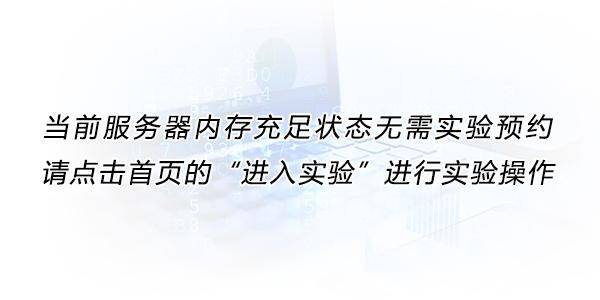 当前服务器内存充足状态无需实验预约
请点击首页的“进入实验”进行实验操作